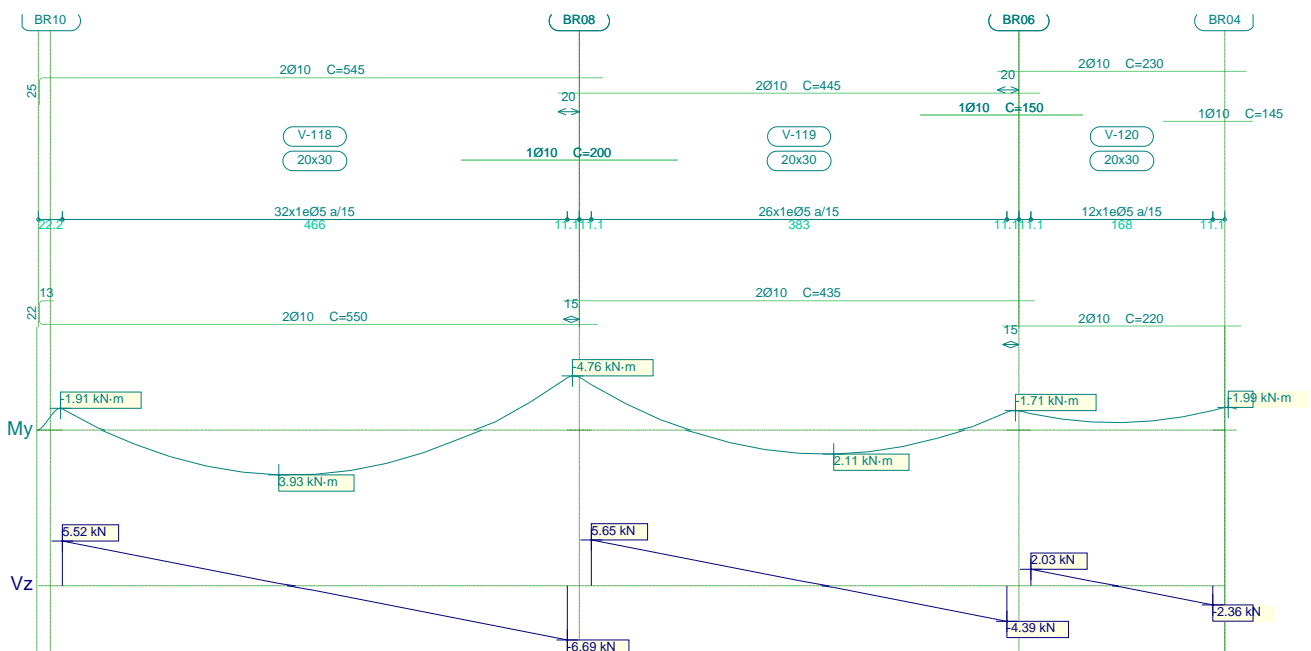 BR10 BR08 BR06 BR04
2Ø10 C=230
2Ø10 C=545
20
2Ø10 C=445
25
20
1Ø10 C=150
1Ø10 C=145
V-118 V-119 V-120
1Ø10 C=200
20x30 20x30 20x30
32x1eØ5 a/15 26x1eØ5 a/15 12x1eØ5 a/15
22.2 466 11.1 11.1 383 11.1 11.1 168 11.1
13
2Ø10 C=435
15
22
2Ø10 C=550
2Ø10 C=220
15
-4.76 kN·m
-1.91 kN·m -1.71 kN·m -1.99 kN·m
My
2.11 kN·m
3.93 kN·m
5.52 kN 5.65 kN
2.03 kN
Vz
-2.36 kN
-4.39 kN
-6.69 kN